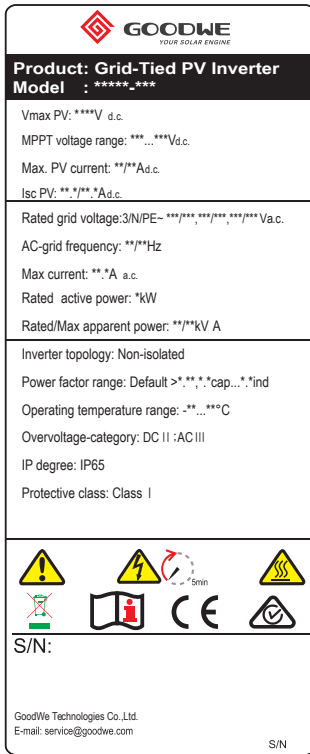 GOODWE
YOUR SOLAR ENGINE
Product: Grid-Tied PV Inverter
Model : *****-***
Vmax PV: ****V d.c.
MPPT voltage range: ***...***Vd.c.
Max. PV current: **/**Ad.c.
Isc PV: **.*/**.*Ad.c.
Rated grid voltage:3/N/PE~ ***/***,***/***,***/***Va.c.
AC-grid frequency: **/**Hz
Max current: **.*A a.c.
Rated active power: *kW
Rated/Max apparent power: **/**kV A
Inverter topology: Non-isolated
Power factor range: Default >*.**,*.*cap...*.*ind
Operating temperature range: -**...**°C
Overvoltage-category: DC II ;AC III
IP degree: IP65
Protective class: Class I
5min
CE
S/N:
GoodWe Technologies Co.,Ltd.
E-mail: service@goodwe.com
S/N